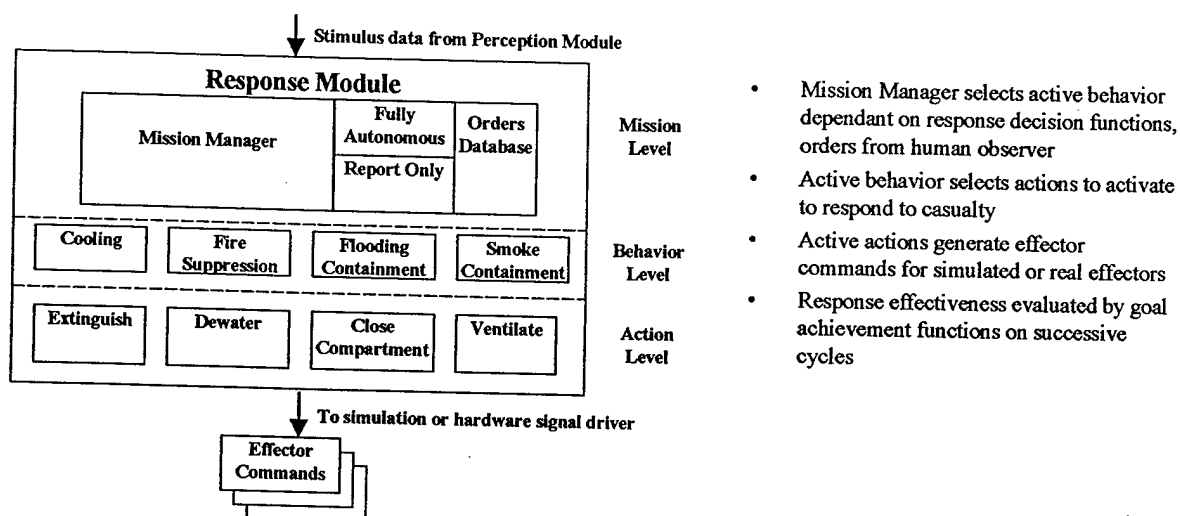 Stimulus data from Perception Module
Response Module
Mission Manager
Fully
Autonomous
Report Only
Orders
Database
Mission
Level
Cooling
Fire
Suppression
Flooding
Containment
Smoke
Containment
Behavior
Level
Extinguish
Dewater
Close
Compartment
Ventilate
Action
Level
To simulation or hardware signal driver
Effector
Commands
• Mission Manager selects active behavior
dependant on response decision functions,
orders from human observer
• Active behavior selects actions to activate
to respond to casualty
• Active actions generate effector
commands for simulated or real effectors
• Response effectiveness evaluated by goal
achievement functions on successive
cycles